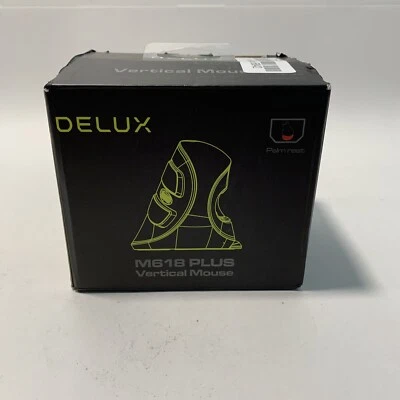 Vertical Mouse
DELUX
Palm rest
M618 PLUS
Vertical Mouse